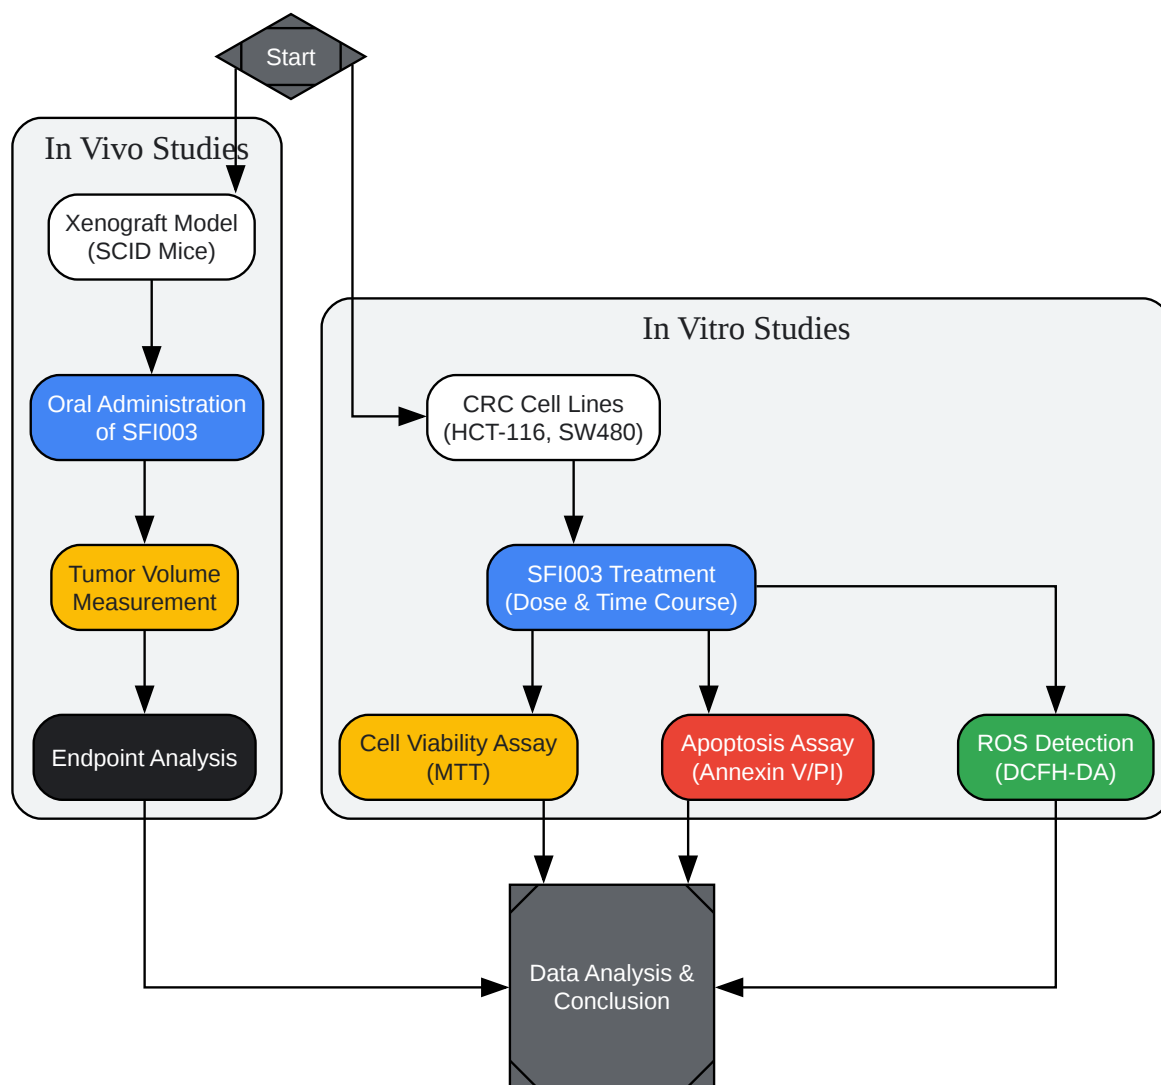 Start
In Vivo Studies
Xenograft Model
(SCID Mice)
Oral Administration
of SFI003
Tumor Volume
Measurement
Endpoint Analysis
In Vitro Studies
CRC Cell Lines
(HCT-116, SW480)
SFI003 Treatment
(Dose & Time Course)
Cell Viability Assay
(MTT)
Apoptosis Assay
(Annexin V/PI)
ROS Detection
(DCFH-DA)
Data Analysis &
Conclusion